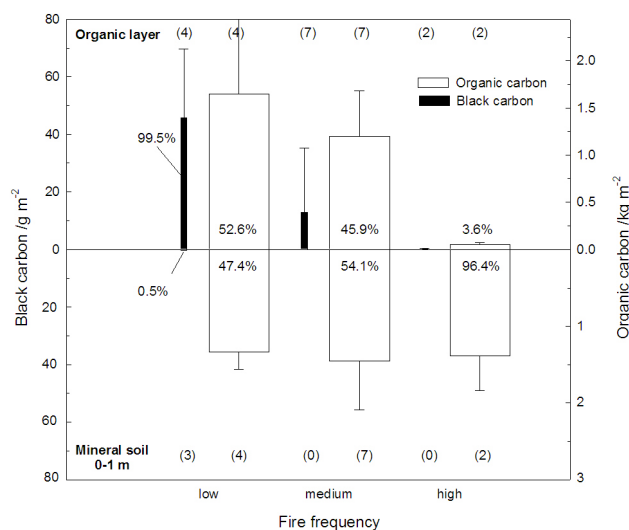 80 Organic layer (4) (4) (7) (7) (2) (2)
2.0
60
Organic carbon
Black carbon
1.5
40
99.5%
1.0
20
0.5
52.6% 45.9% 3.6%
0 0.0
47.4% 54.1% 96.4%
0.5%
20
1
40
2
60
Mineral soil
0-1 m
(3) (4) (0) (7) (0) (2)
80 3
low medium high
Fire frequency
Black carbon /g m-2
Organic carbon /kg m-2